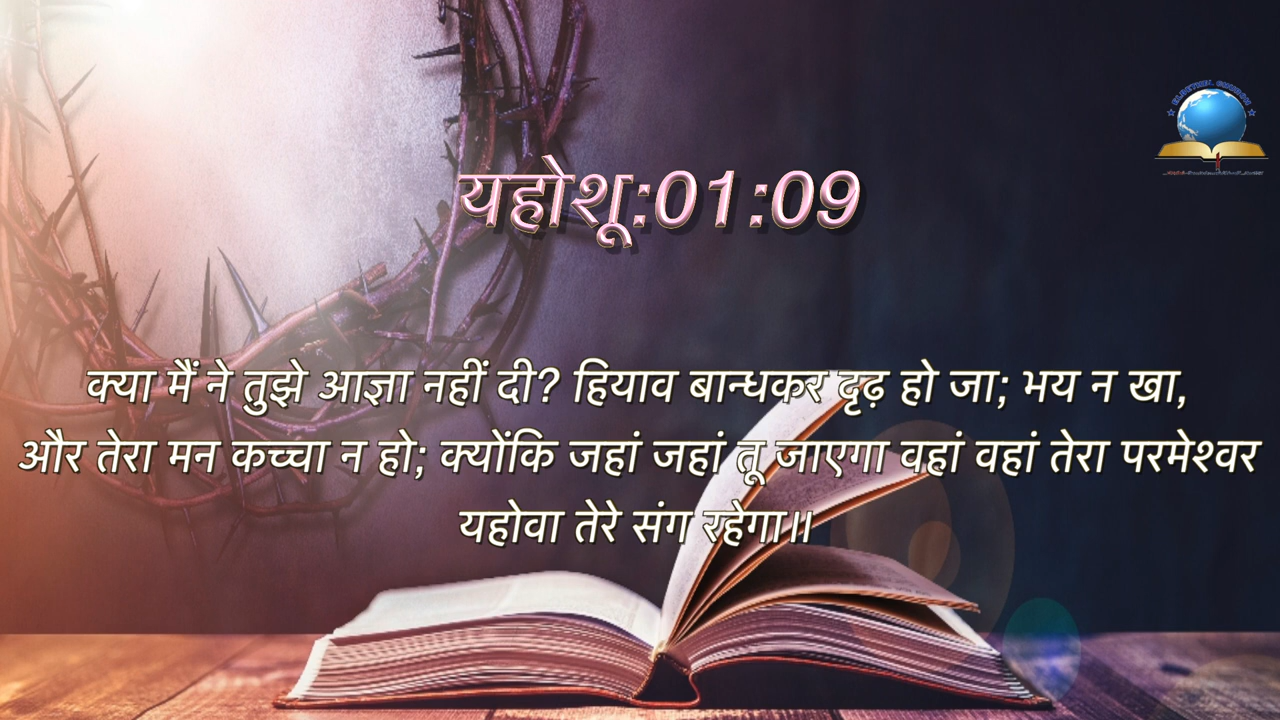 यहोशू:01:09
क्या मैं ने तुझे आज्ञा नहीं दी? हियाव बान्धकर दृढ़ हो जा; भय न खा,
और तेरा मन कच्चा न हो; क्योंकि जहां जहां तू जाएगा वहां वहां तेरा परमेश्वर
यहोवा तेरे संग रहेगा॥